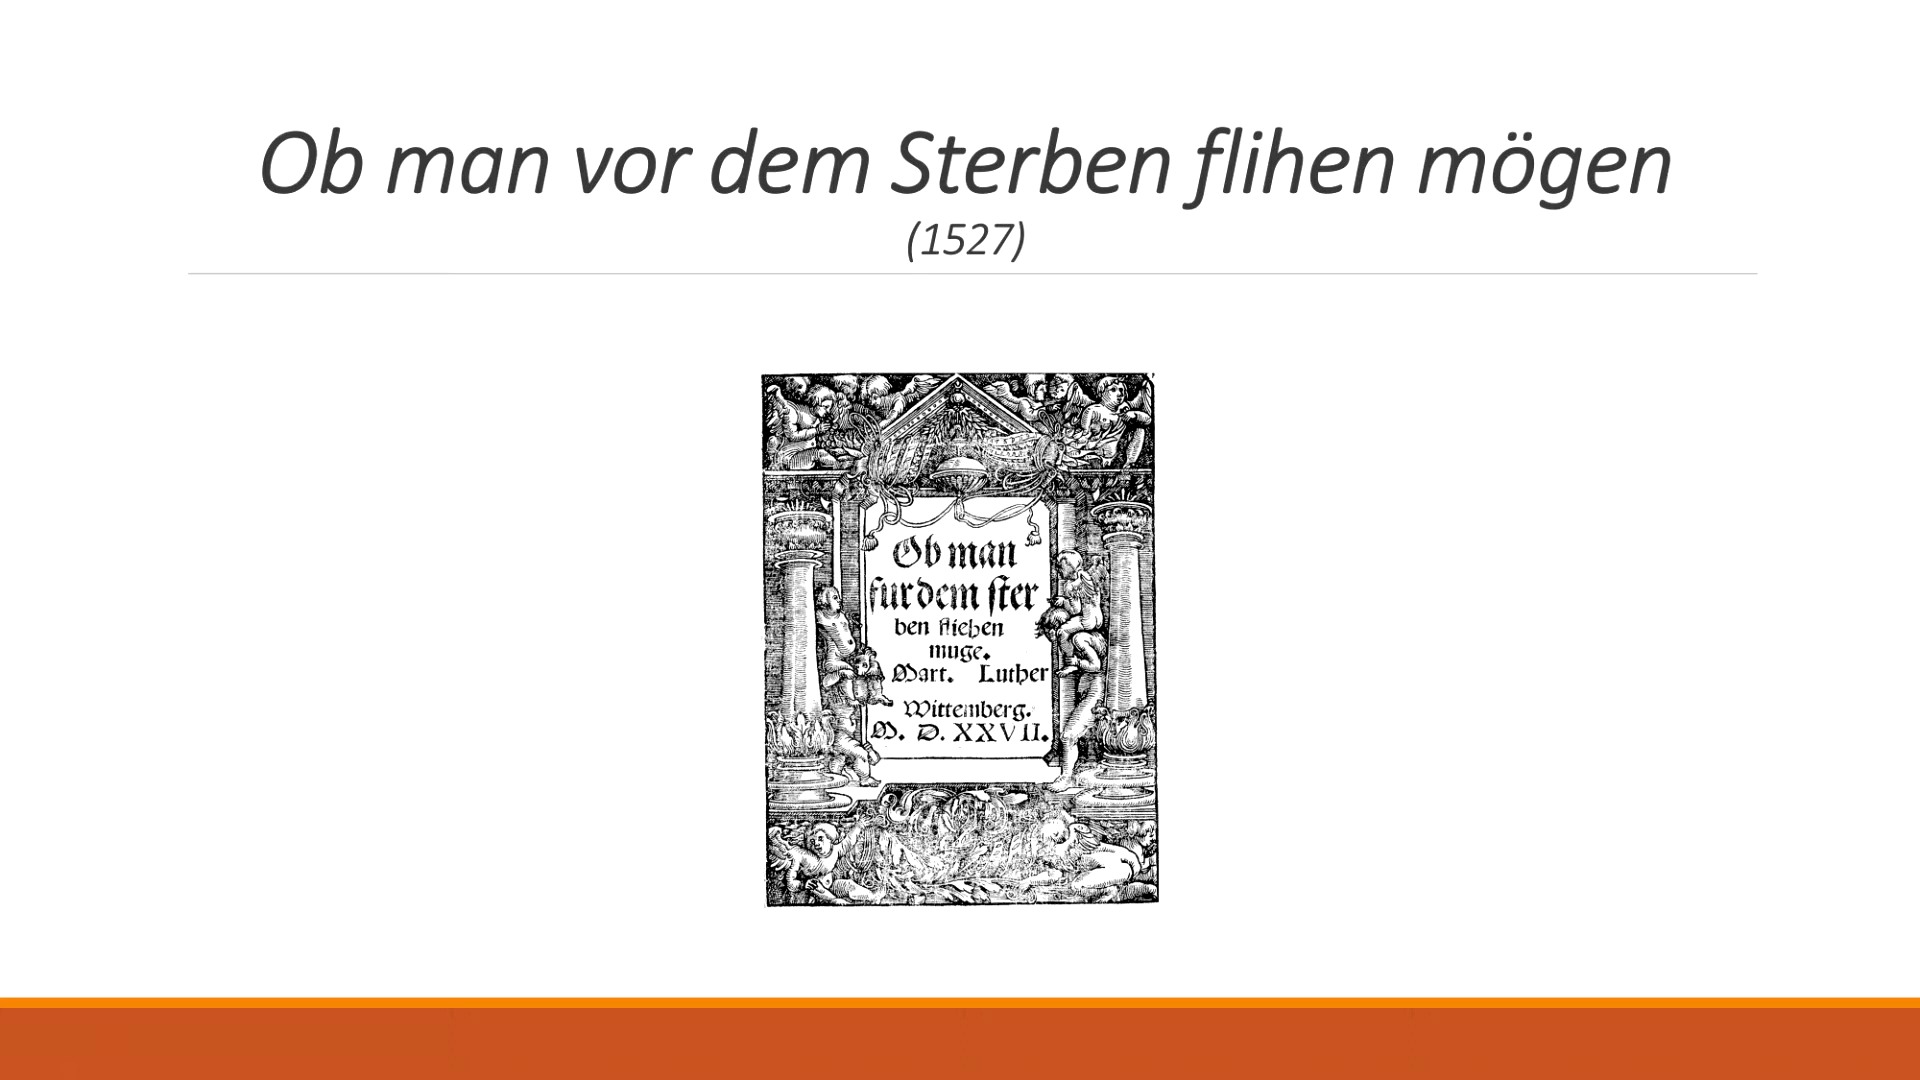 Ob man vor dem Sterben flihen mögen
(1527)
Ob man
fur dem ster
ben fliehen
muge.
Mart. Luther
Wittemberg.
M. D. XXVII.